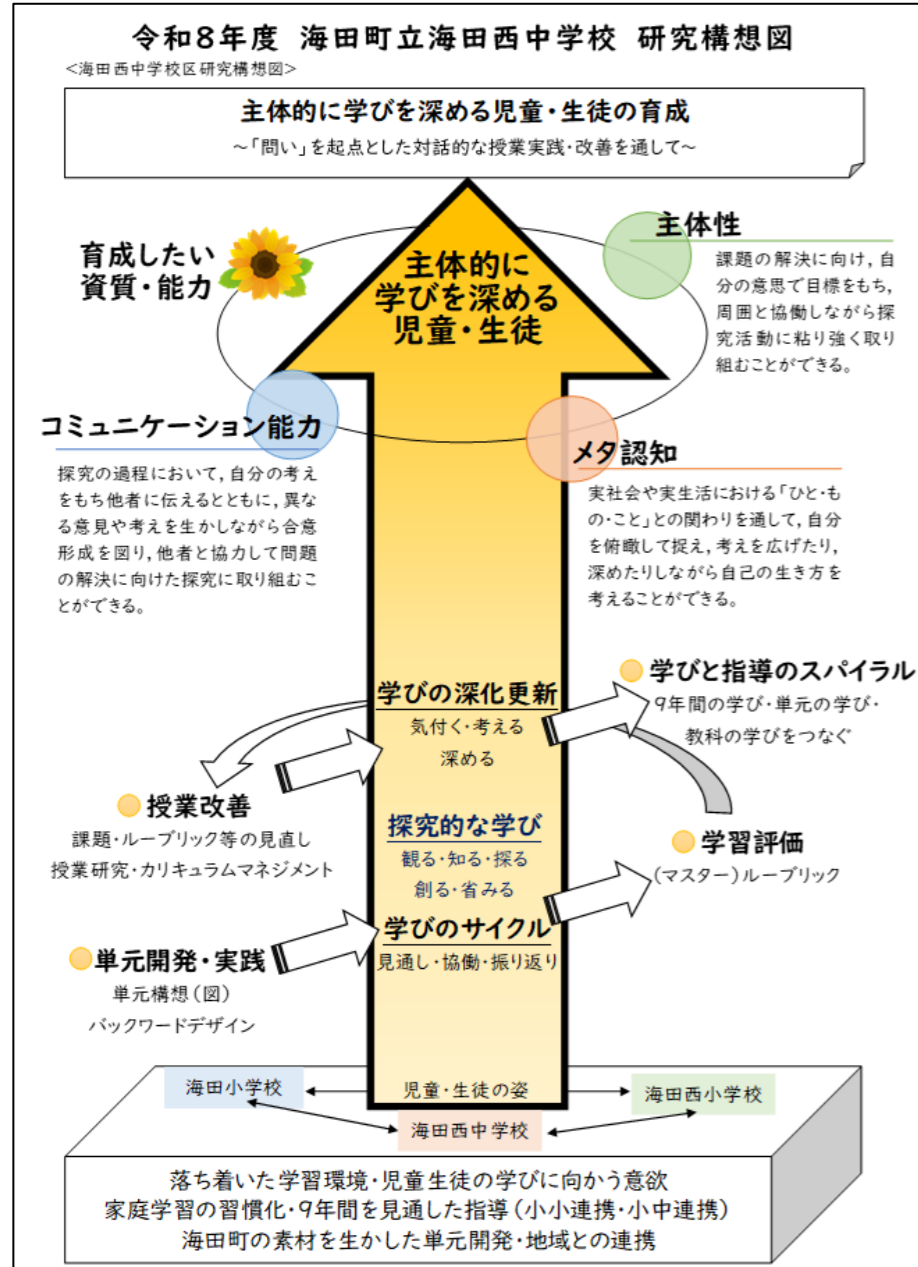 令和8年度 海田町立海田西中学校 研究構想図
<海田西中学校区研究構想図>
主体的に学びを深める児童・生徒の育成
~「問い」を起点とした対話的な授業実践・改善を通して~
育成したい
資質・能力
主体的に
学びを深める
児童・生徒
主体性
課題の解決に向け,自
分の意思で目標をもち,
周囲と協働しながら探
究活動に粘り強く取り
組むことができる。
コミュニケーション能力
探究の過程において,自分の考え
をもち他者に伝えるとともに,異な
る意見や考えを生かしながら合意
形成を図り,他者と協力して問題
の解決に向けた探究に取り組むこ
とができる。
メタ認知
実社会や実生活における「ひと・も
の・こと」との関わりを通して,自分
を俯瞰して捉え,考えを広げたり,
深めたりしながら自己の生き方を
考えることができる。
学びの深化更新
気付く・考える
深める
学びと指導のスパイラル
9年間の学び・単元の学び・
教科の学びをつなぐ
授業改善
課題・ルーブリック等の見直し
授業研究・カリキュラムマネジメント
探究的な学び
観る・知る・探る
創る・省みる
学習評価
(マスター)ルーブリック
学びのサイクル
見通し・協働・振り返り
単元開発・実践
単元構想(図)
バックワードデザイン
海田小学校
児童・生徒の姿
海田西小学校
海田西中学校
落ち着いた学習環境・児童生徒の学びに向かう意欲
家庭学習の習慣化・9年間を見通した指導(小小連携・小中連携)
海田町の素材を生かした単元開発・地域との連携